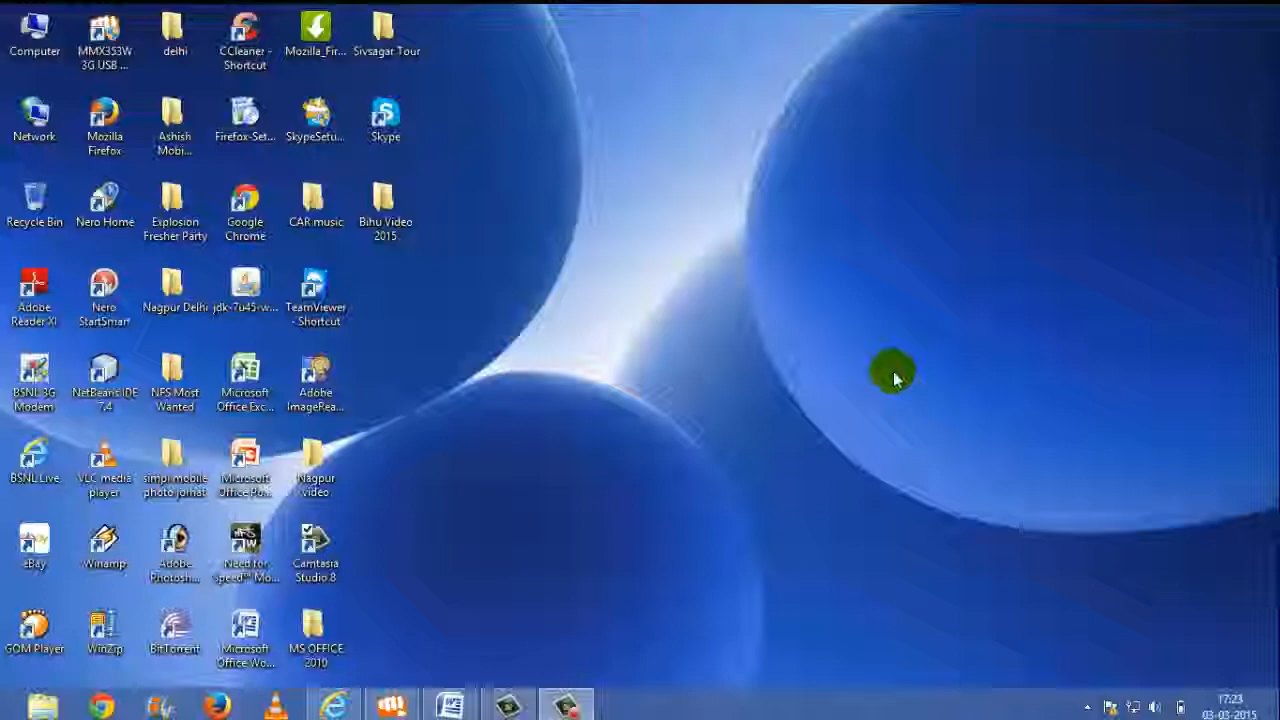 Computer
MMX353W
3G USB ...
delhi
CCleaner -
Shortcut
Mozilla_Fir...
Sivsagar Tour
Network
Mozilla
Firefox
Ashish
Mobi...
Firefox-Set...
SkypeSetu...
Skype
Recycle Bin
Nero Home
Explosion
Fresher Party
Google
Chrome
CAR music
Bihu Video
2015
Adobe
Reader XI
Nero
StartSmart
Nagpur Delhi
jdk-7u45-w...
TeamViewer
- Shortcut
BSNL 3G
Modem
NetBeans IDE
7.4
NFS Most
Wanted
Microsoft
Office Exc...
Adobe
ImageRea...
BSNL Live
VLC media
player
simpi mobile
photo jorhat
Microsoft
Office Po...
Nagpur
video
eBay
Winamp
Adobe
Photosh...
Need for
Speed™ Mo...
Camtasia
Studio 8
GOM Player
WinZip
BitTorrent
Microsoft
Office Wo...
MS OFFICE
2010
17:23
03-03-2015